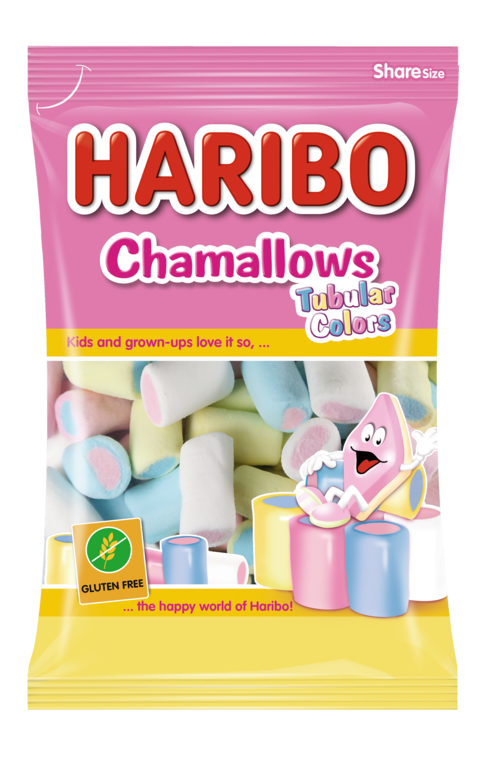 Share Size
HARIBO
Chamallows
Tubular
Colors
Kids and grown-ups love it so, ...
GLUTEN FREE
... the happy world of Haribo!